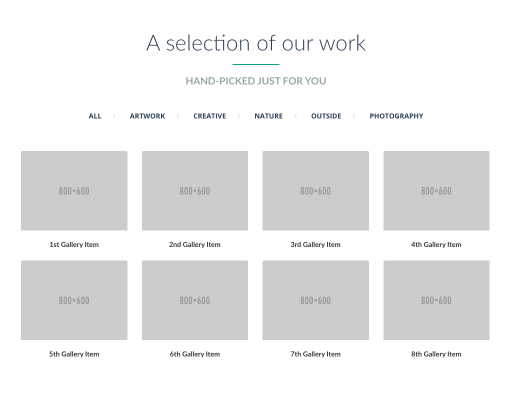 A selection of our work
HAND-PICKED JUST FOR YOU
ALL / ARTWORK / CREATIVE / NATURE / OUTSIDE / PHOTOGRAPHY
800×600 800×600 800×600 800×600
1st Gallery Item 2nd Gallery Item 3rd Gallery Item 4th Gallery Item
800×600 800×600 800×600 800×600
5th Gallery Item 6th Gallery Item 7th Gallery Item 8th Gallery Item